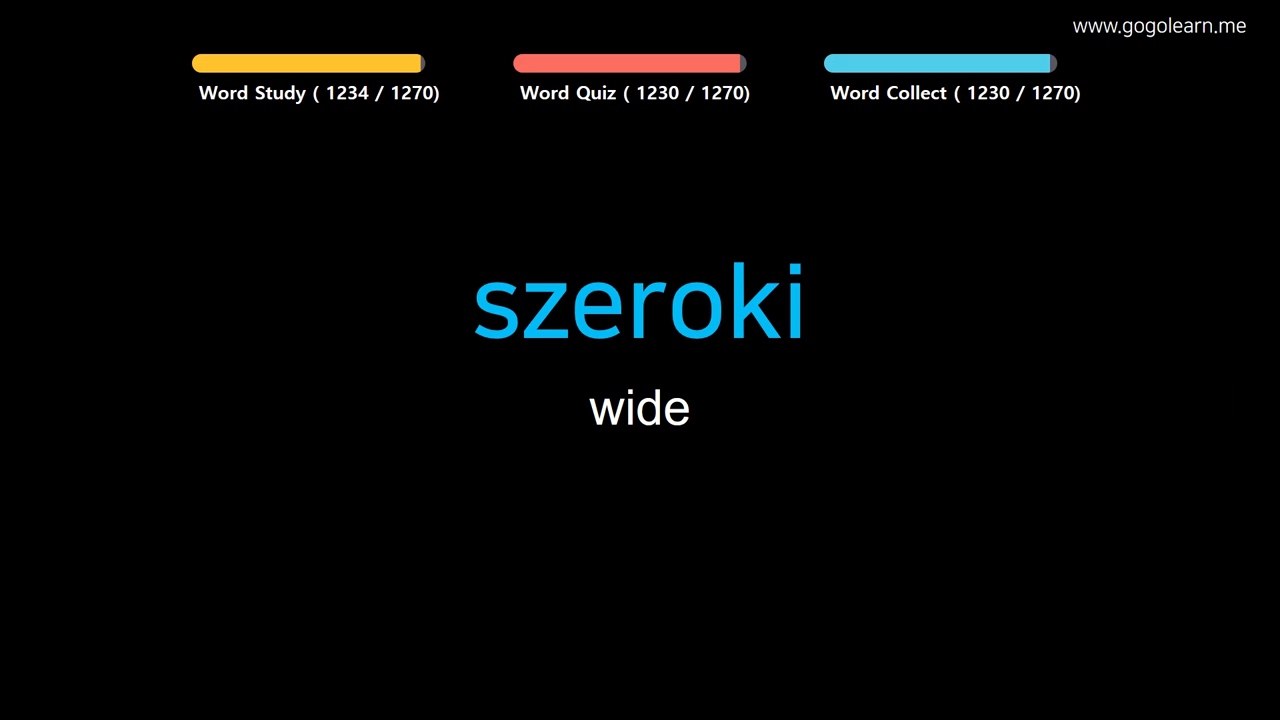 www.gogolearn.me
Word Study ( 1234 / 1270)
Word Quiz ( 1230 / 1270)
Word Collect ( 1230 / 1270)
szeroki
wide